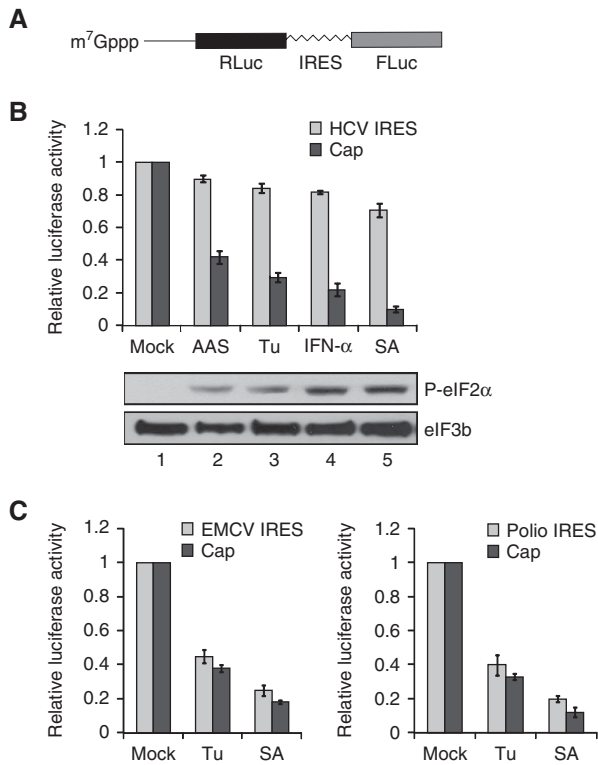 A
m⁷Gppp
RLuc IRES FLuc
B
Relative luciferase activity
1.2
1
0.8
0.6
0.4
0.2
0
HCV IRES
Cap
Mock AAS Tu IFN-α SA
P-eIF2α
eIF3b
1 2 3 4 5
C
Relative luciferase activity
1.2
1
0.8
0.6
0.4
0.2
0
EMCV IRES
Cap
Mock Tu SA
Relative luciferase activity
1.2
1
0.8
0.6
0.4
0.2
0
Polio IRES
Cap
Mock Tu SA